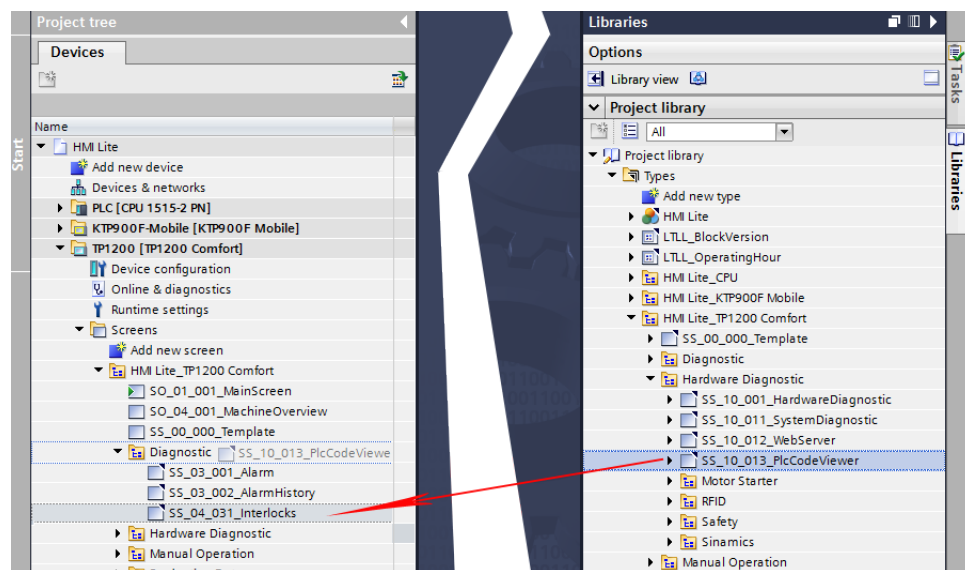 Project tree
Devices
Name
HMI Lite
Add new device
Devices & networks
PLC [CPU 1515-2 PN]
KTP900F-Mobile [KTP900F Mobile]
TP1200 [TP1200 Comfort]
Device configuration
Online & diagnostics
Runtime settings
Screens
Add new screen
HMI Lite_TP1200 Comfort
SO_01_001_MainScreen
SO_04_001_MachineOverview
SS_00_000_Template
Diagnostic SS_10_013_PlcCodeViewe
SS_03_001_Alarm
SS_03_002_AlarmHistory
SS_04_031_Interlocks
Hardware Diagnostic
Manual Operation
Start
Libraries
Options
Library view
Project library
All
Project library
Types
Add new type
HMI Lite
LTLL_BlockVersion
LTLL_OperatingHour
HMI Lite_CPU
HMI Lite_KTP900F Mobile
HMI Lite_TP1200 Comfort
SS_00_000_Template
Diagnostic
Hardware Diagnostic
SS_10_001_HardwareDiagnostic
SS_10_011_SystemDiagnostic
SS_10_012_WebServer
SS_10_013_PlcCodeViewer
Motor Starter
RFID
Safety
Sinamics
Manual Operation
Tasks
Libraries